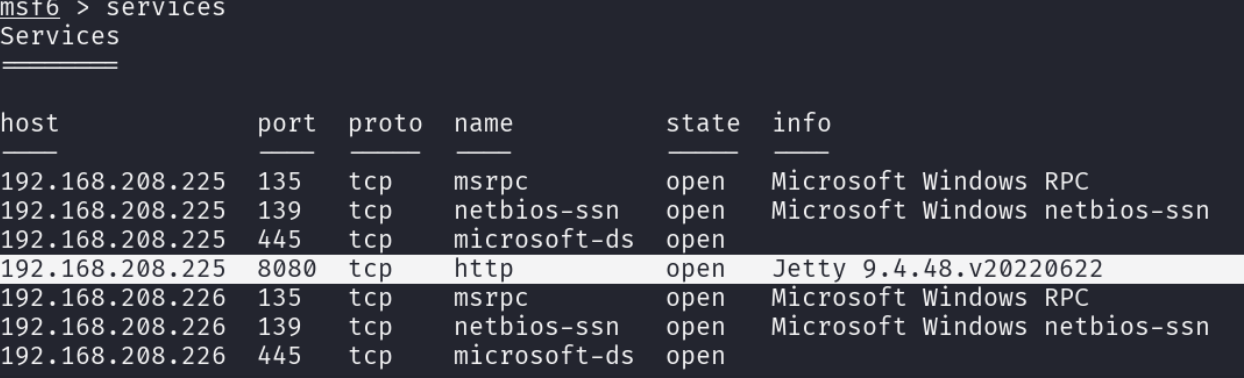 msf6 > services
Services
========
host port proto name state info
---- ---- ----- ---- ----- ----
192.168.208.225 135 tcp msrpc open Microsoft Windows RPC
192.168.208.225 139 tcp netbios-ssn open Microsoft Windows netbios-ssn
192.168.208.225 445 tcp microsoft-ds open
192.168.208.225 8080 tcp http open Jetty 9.4.48.v20220622
192.168.208.226 135 tcp msrpc open Microsoft Windows RPC
192.168.208.226 139 tcp netbios-ssn open Microsoft Windows netbios-ssn
192.168.208.226 445 tcp microsoft-ds open